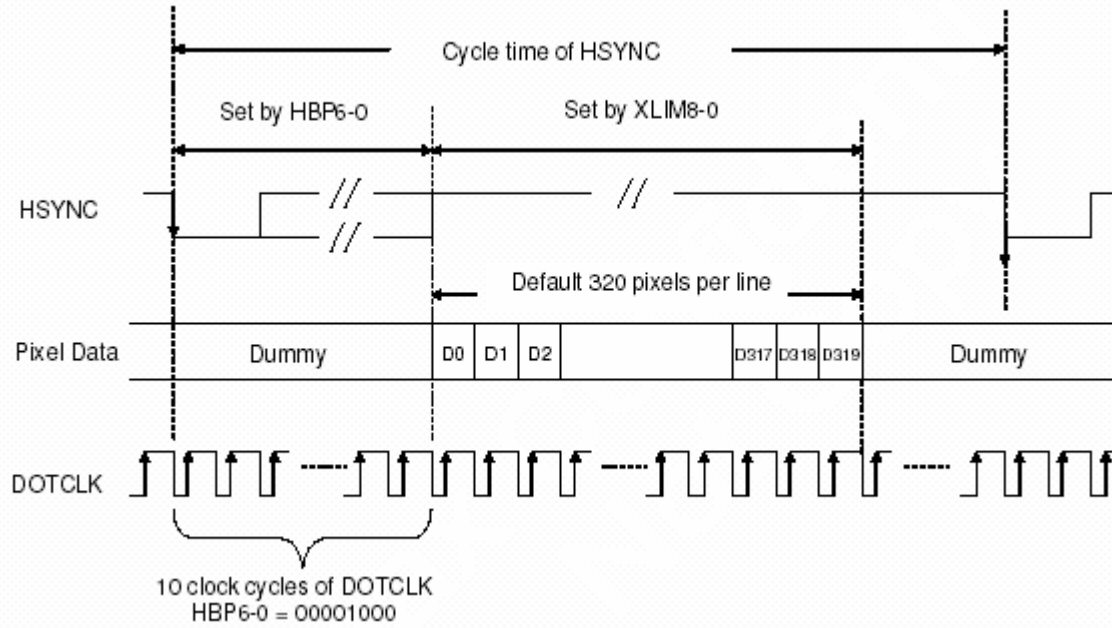 Cycle time of HSYNC
Set by HBP6-0
Set by XLIM8-0
HSYNC
Default 320 pixels per line
Pixel Data
Dummy
D0
D1
D2
D317
D318
D319
Dummy
DOTCLK
10 clock cycles of DOTCLK
HBP6-0 = 00001000